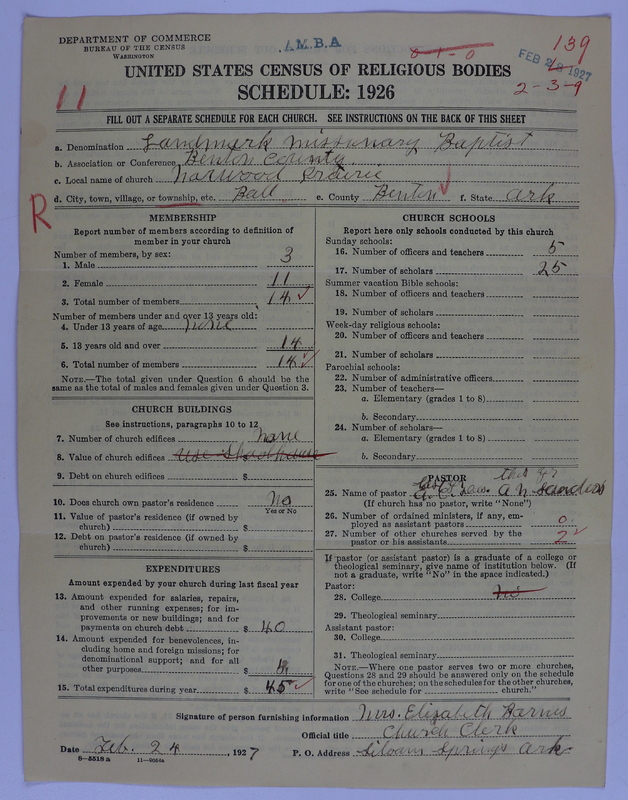 DEPARTMENT OF COMMERCE
BUREAU OF THE CENSUS
WASHINGTON
A.M.B.A
0-1-0
139
FEB 28 1927
2-3-9
11
UNITED STATES CENSUS OF RELIGIOUS BODIES
SCHEDULE: 1926
FILL OUT A SEPARATE SCHEDULE FOR EACH CHURCH. SEE INSTRUCTIONS ON THE BACK OF THIS SHEET
a. Denomination Landmark Missionary Baptist
b. Association or Conference Benton County
c. Local name of church Norwood Prairie
d. City, town, village, or township, etc. Ball e. County Benton f. State Ark
R
MEMBERSHIP
Report number of members according to definition of
member in your church
Number of members, by sex:
1. Male 3
2. Female 11
3. Total number of members 14
Number of members under and over 13 years old:
4. Under 13 years of age none
5. 13 years old and over 14
6. Total number of members 14
NOTE.—The total given under Question 6 should be the
same as the total of males and females given under Question 3.
CHURCH BUILDINGS
See instructions, paragraphs 10 to 12
7. Number of church edifices none
8. Value of church edifices use
9. Debt on church edifices $
10. Does church own pastor's residence No
Yes or No
11. Value of pastor's residence (if owned by
church) $
12. Debt on pastor's residence (if owned by
church) $
EXPENDITURES
Amount expended by your church during last fiscal year
13. Amount expended for salaries, repairs,
and other running expenses; for im-
provements or new buildings; and for
payments on church debt $ 40
14. Amount expended for benevolences, in-
cluding home and foreign missions; for
denominational support; and for all
other purposes $
15. Total expenditures during year $ 45
CHURCH SCHOOLS
Report here only schools conducted by this church
Sunday schools:
16. Number of officers and teachers 5
17. Number of scholars 25
Summer vacation Bible schools:
18. Number of officers and teachers
19. Number of scholars
Week-day religious schools:
20. Number of officers and teachers
21. Number of scholars
Parochial schools:
22. Number of administrative officers
23. Number of teachers—
a. Elementary (grades 1 to 8)
b. Secondary
24. Number of scholars—
a. Elementary (grades 1 to 8)
b. Secondary
PASTOR
this yr
25. Name of pastor A N Sanders
(If church has no pastor, write "None")
26. Number of ordained ministers, if any, em-
ployed as assistant pastors 0
27. Number of other churches served by the
pastor or his assistants 2
If pastor (or assistant pastor) is a graduate of a college or
theological seminary, give name of institution below. (If
not a graduate, write "No" in the space indicated.)
Pastor:
28. College No
29. Theological seminary
Assistant pastor:
30. College
31. Theological seminary
NOTE.—Where one pastor serves two or more churches,
Questions 28 and 29 should be answered only on the schedule
for one of the churches; on the schedules for the other churches,
write "See schedule for church."
Signature of person furnishing information Mrs. Elizabeth Barnes
Official title Church Clerk
Date Feb. 24, 1927 P. O. Address Siloam Springs Ark
8-5518a 11-9054a